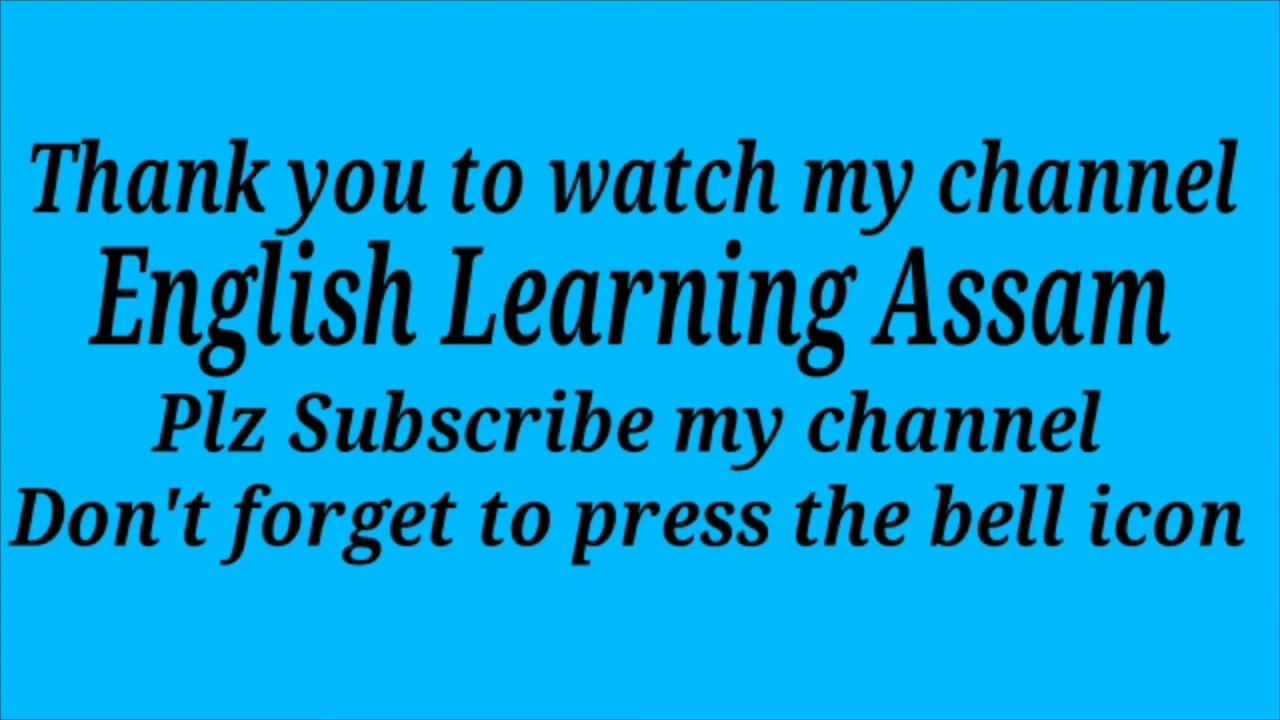 Thank you to watch my channel
English Learning Assam
Plz Subscribe my channel
Don't forget to press the bell icon